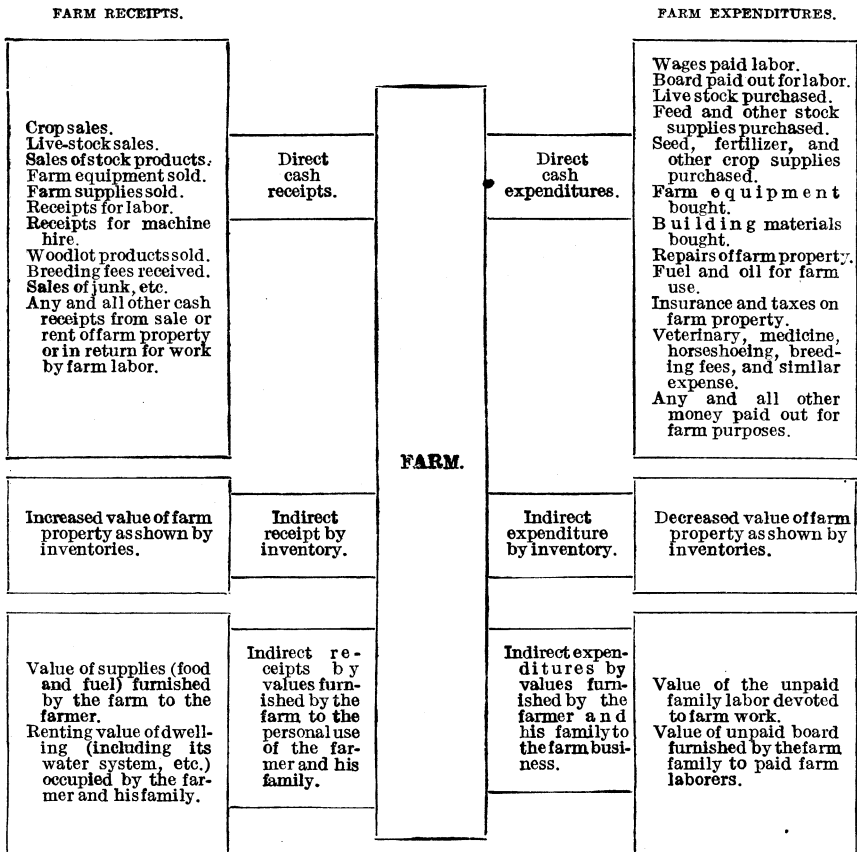 FARM RECEIPTS.
Crop sales.
Live-stock sales.
Sales of stock products.
Farm equipment sold.
Farm supplies sold.
Receipts for labor.
Receipts for machine
hire.
Woodlot products sold.
Breeding fees received.
Sales of junk, etc.
Any and all other cash
receipts from sale or
rent of farm property
or in return for work
by farm labor.
Direct
cash
receipts.
Increased value of farm
property as shown by
inventories.
Indirect
receipt by
inventory.
Value of supplies (food
and fuel) furnished
by the farm to the
farmer.
Renting value of dwell-
ing (including its
water system, etc.)
occupied by the far-
mer and his family.
Indirect re-
ceipts by
values furn-
ished by the
farm to the
personal use
of the far-
mer and his
family.
FARM.
FARM EXPENDITURES.
Direct
cash
expenditures.
Wages paid labor.
Board paid out for labor.
Live stock purchased.
Feed and other stock
supplies purchased.
Seed, fertilizer, and
other crop supplies
purchased.
Farm equipment
bought.
Building materials
bought.
Repairs of farm property.
Fuel and oil for farm
use.
Insurance and taxes on
farm property.
Veterinary, medicine,
horseshoeing, breed-
ing fees, and similar
expense.
Any and all other
money paid out for
farm purposes.
Indirect
expenditure
by inventory.
Decreased value of farm
property as shown by
inventories.
Indirect expen-
ditures by
values furn-
ished by the
farmer and
his family to
the farm busi-
ness.
Value of the unpaid
family labor devoted
to farm work.
Value of unpaid board
furnished by the farm
family to paid farm
laborers.